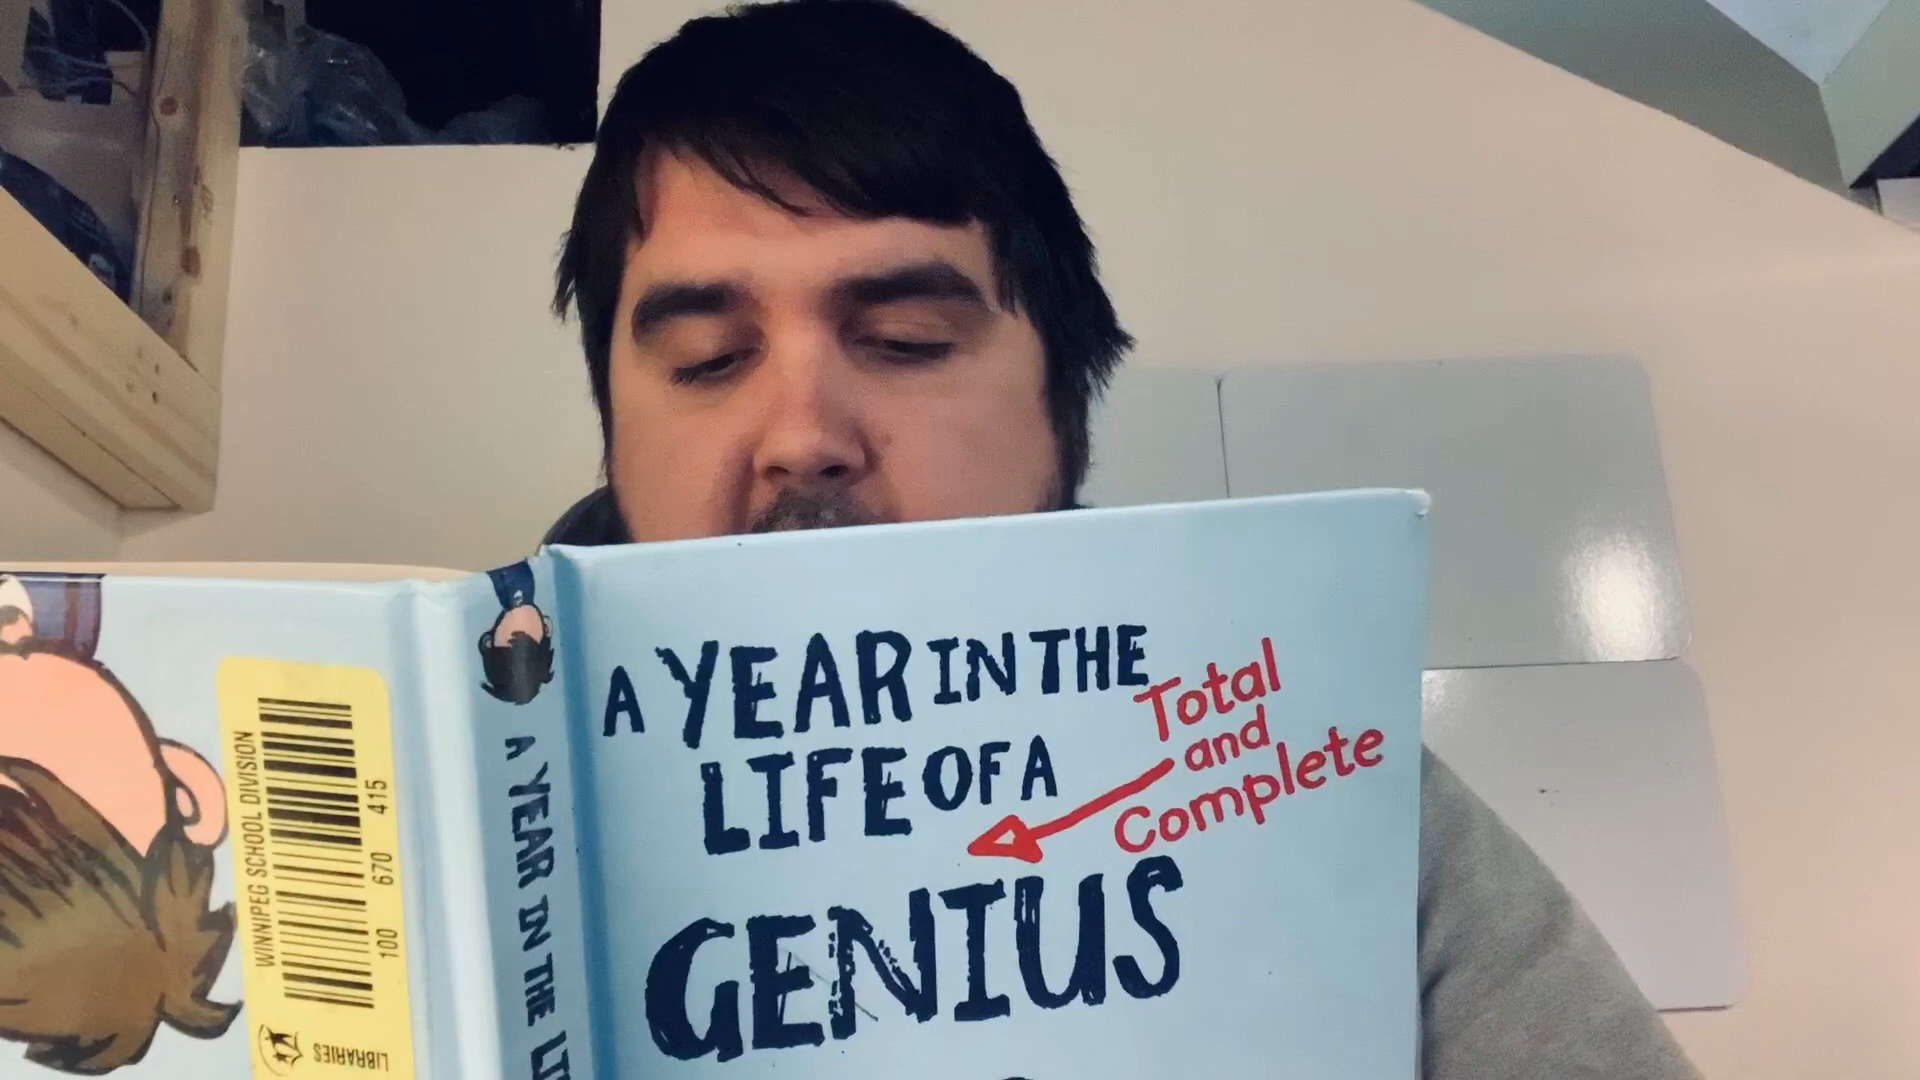 A YEAR IN THE
LIFE OF A
Total
and
Complete
GENIUS
A YEAR IN THE
WINNIPEG SCHOOL DIVISION
100 670 415
LIBRARIES